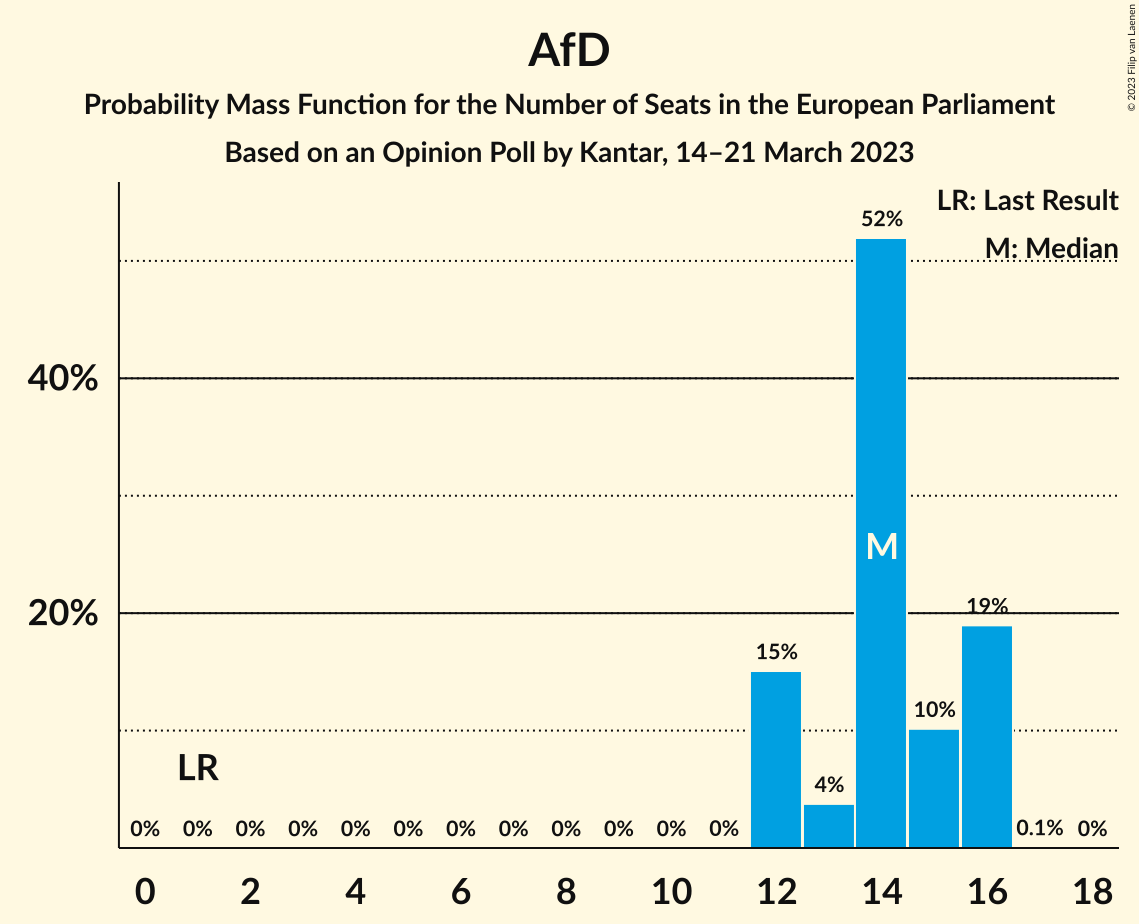 © 2023 Filip van Laenen
AfD
Probability Mass Function for the Number of Seats in the European Parliament
Based on an Opinion Poll by Kantar, 14–21 March 2023
LR: Last Result
M: Median
52%
40%
M
20%
19%
15%
10%
4%
LR
0% 0% 0% 0% 0% 0% 0% 0% 0% 0% 0% 0% 0.1% 0%
0 2 4 6 8 10 12 14 16 18